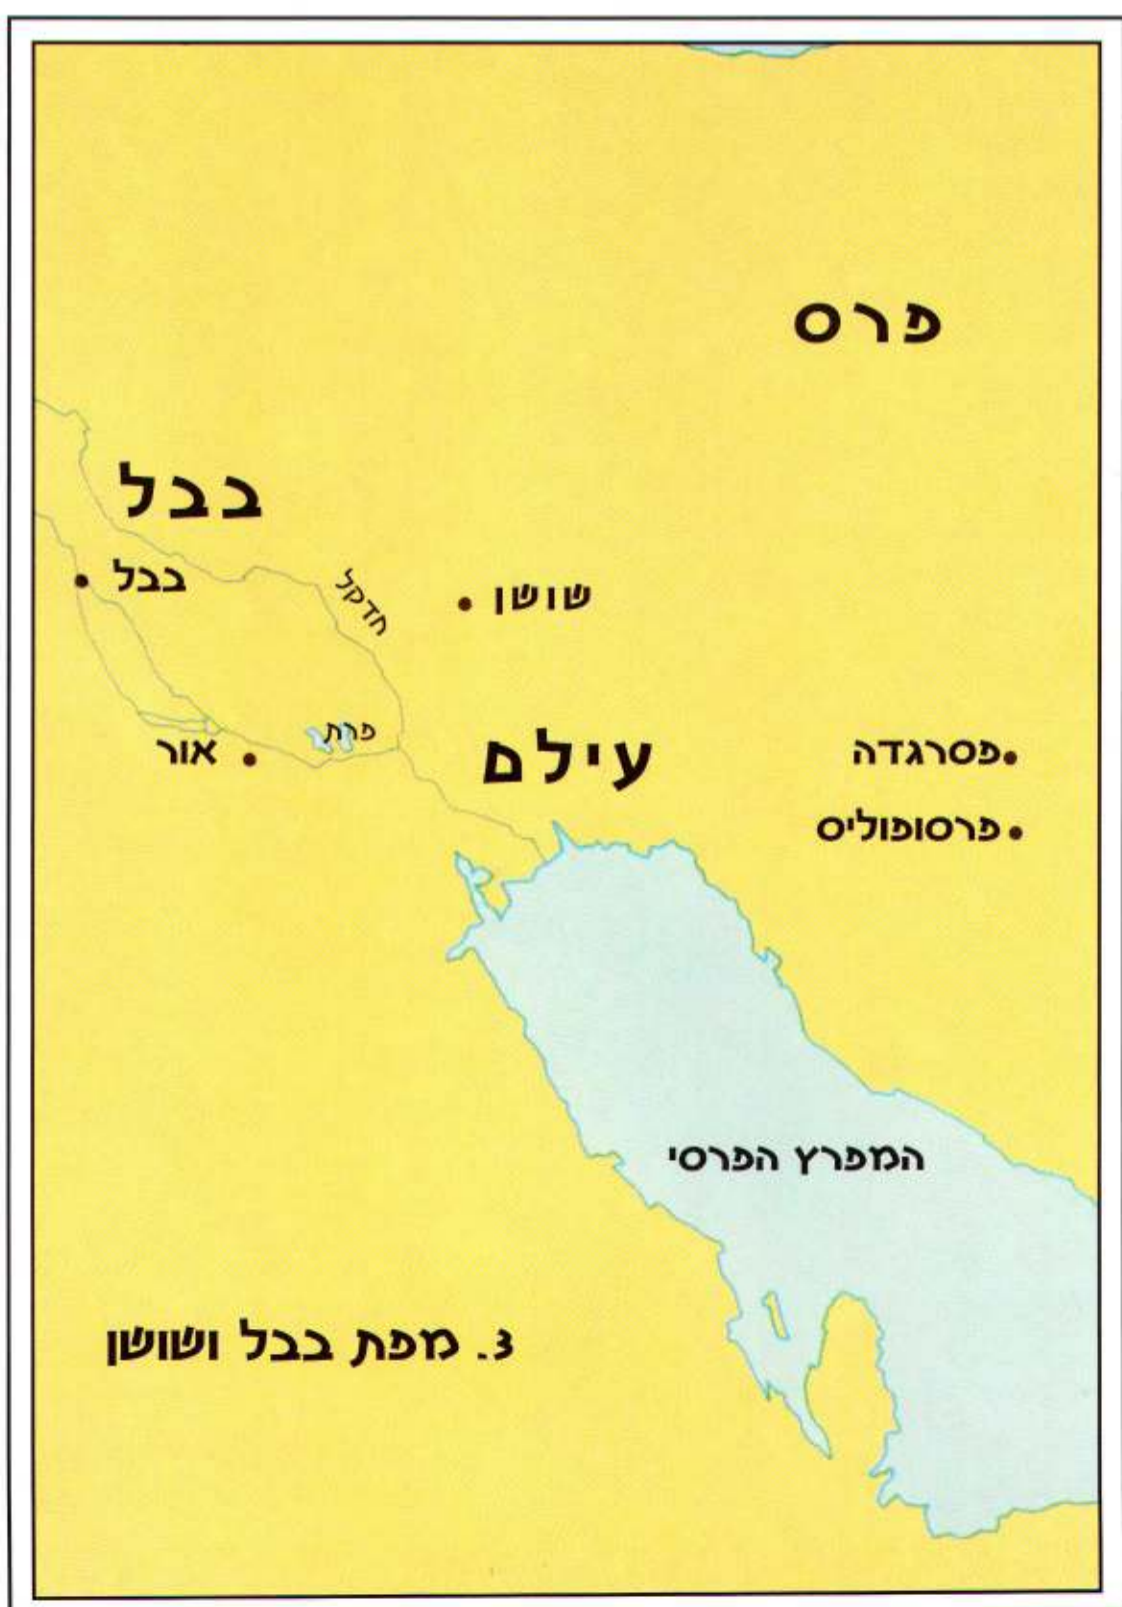 פרס
בבל
בבל
חדקל
שושן
פרת
אור
עילם
פסרגדה
פרסופוליס
המפרץ הפרסי
3. מפת בבל ושושן